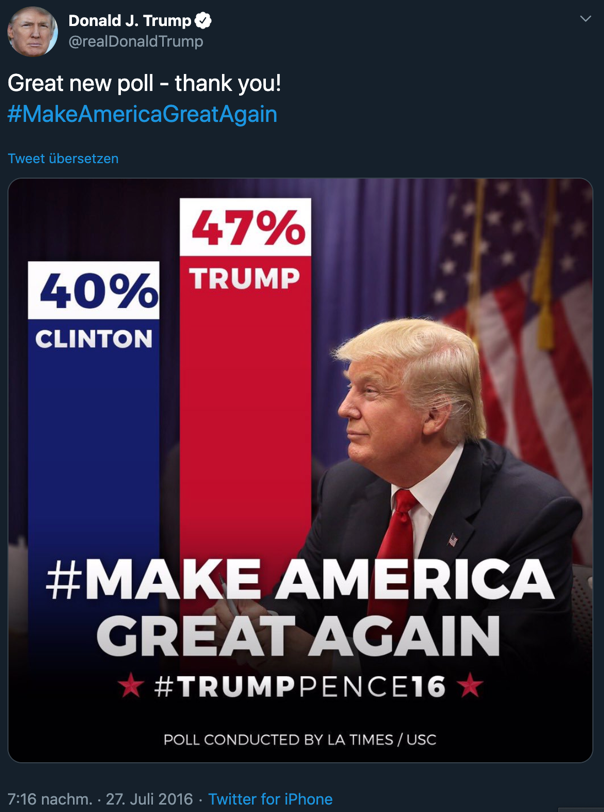 Donald J. Trump
@realDonaldTrump
Great new poll - thank you!
#MakeAmericaGreatAgain
Tweet übersetzen
47%
TRUMP
40%
CLINTON
#MAKE AMERICA
GREAT AGAIN
#TRUMPPENCE16
POLL CONDUCTED BY LA TIMES / USC
7:16 nachm. · 27. Juli 2016 · Twitter for iPhone